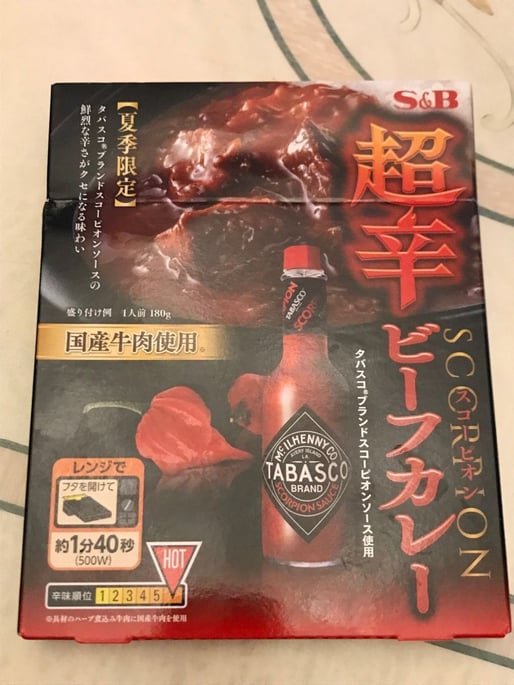 S&B
超辛
ビーフカレー
SCORPION
スコーピオン
【夏季限定】
タバスコ®ブランドスコーピオンソースの
鮮烈な辛さがクセになる味わい
盛り付け例 1人前 180g
国産牛肉使用。
タバスコ®ブランドスコーピオンソース使用
TABASCO
SCORPION
McILHENNY CO.
AVERY ISLAND
LA.
TABASCO
BRAND
SCORPION SAUCE
レンジで
フタを開けて
約1分40秒
(500W)
HOT
辛味順位 1 2 3 4 5
※具材のハーブ煮込み牛肉に国産牛肉を使用